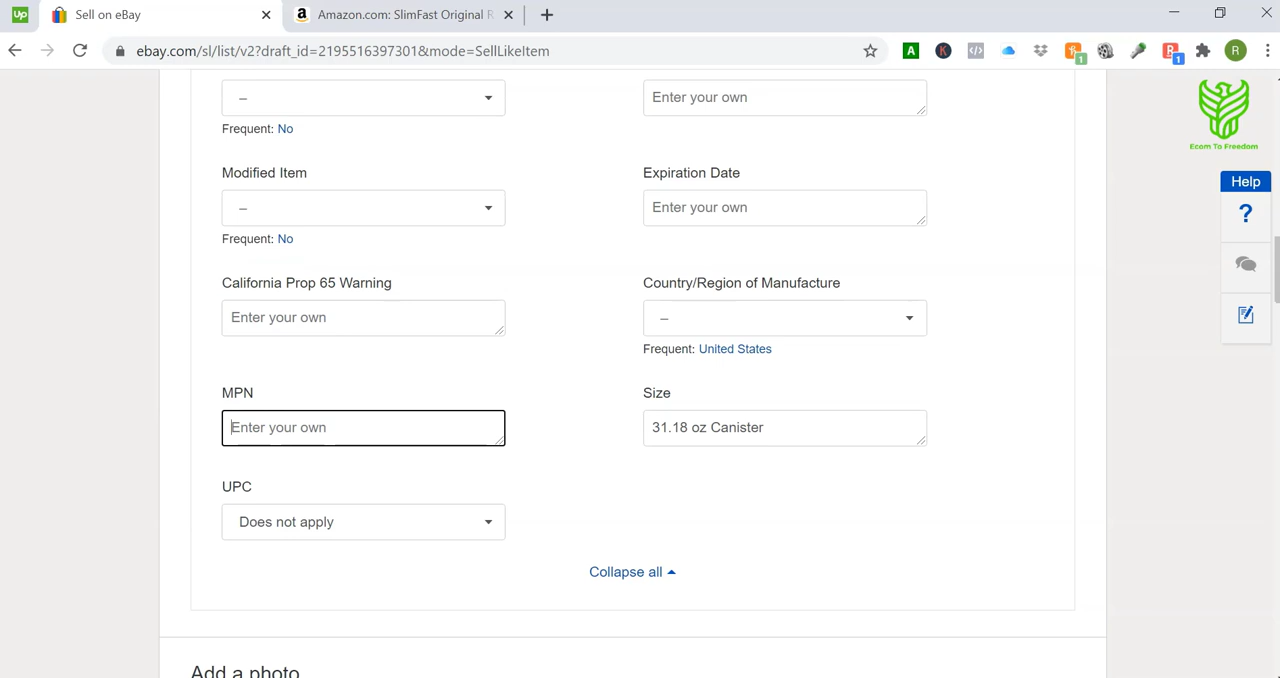 Up
Sell on eBay
Amazon.com: SlimFast Original R
ebay.com/sl/list/v2?draft_id=2195516397301&mode=SellLikeItem
A
K
1
1
R
–
Enter your own
Frequent: No
Ecom To Freedom
Modified Item
Expiration Date
Help
–
Enter your own
?
Frequent: No
California Prop 65 Warning
Country/Region of Manufacture
Enter your own
–
Frequent: United States
MPN
Size
Enter your own
31.18 oz Canister
UPC
Does not apply
Collapse all
Add a photo